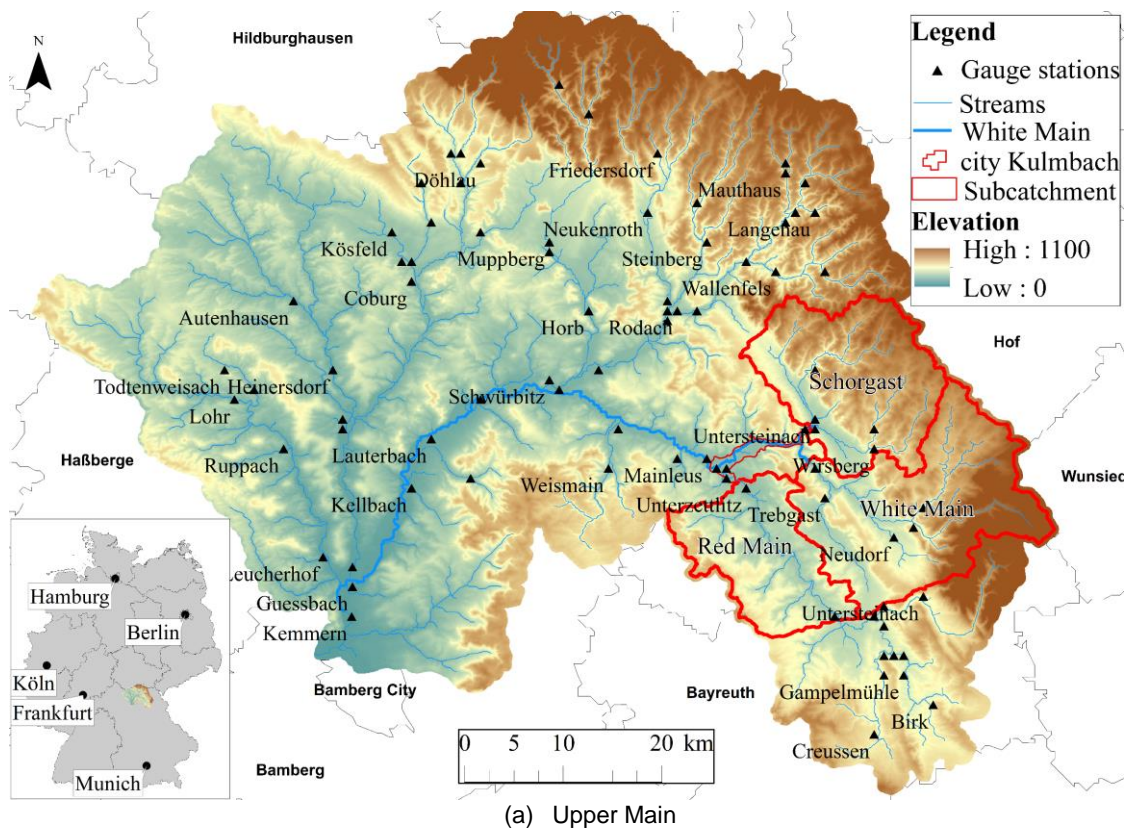 Hildburghausen
N
Legend
Gauge stations
Streams
White Main
city Kulmbach
Subcatchment
Elevation
High : 1100
Low : 0
Friedersdorf
Döhlau
Mauthaus
Neukenroth
Langenau
Kösfeld
Muppberg
Steinberg
Coburg
Wallenfels
Autenhausen
Horb
Rodach
Hof
Schorgast
Todtenweisach
Heinersdorf
Schwürbitz
Lohr
Untersteinach
Lauterbach
Haßberge
Ruppach
Weismain
Mainleus
Wirsberg
Wunsied
Kellbach
Unterzettlitz
Trebgast
White Main
Red Main
Neudorf
Leucherhof
Guessbach
Untersteinach
Kemmern
Hamburg
Berlin
Köln
Frankfurt
Munich
Bamberg City
Bayreuth
Gampelmühle
Birk
Creussen
0 5 10 20 km
Bamberg
(a) Upper Main